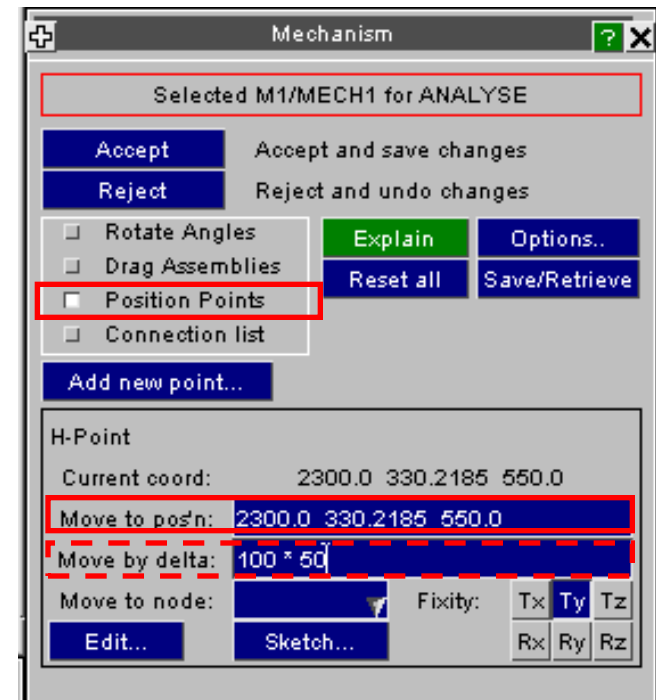 Mechanism ? X
Selected M1/MECH1 for ANALYSE
Accept Accept and save changes
Reject Reject and undo changes
Rotate Angles Explain Options..
Drag Assemblies Reset all Save/Retrieve
Position Points
Connection list
Add new point...
H-Point
Current coord: 2300.0 330.2185 550.0
Move to pos'n: 2300.0 330.2185 550.0
Move by delta: 100 * 50
Move to node: Fixity: Tx Ty Tz
Edit... Sketch... Rx Ry Rz